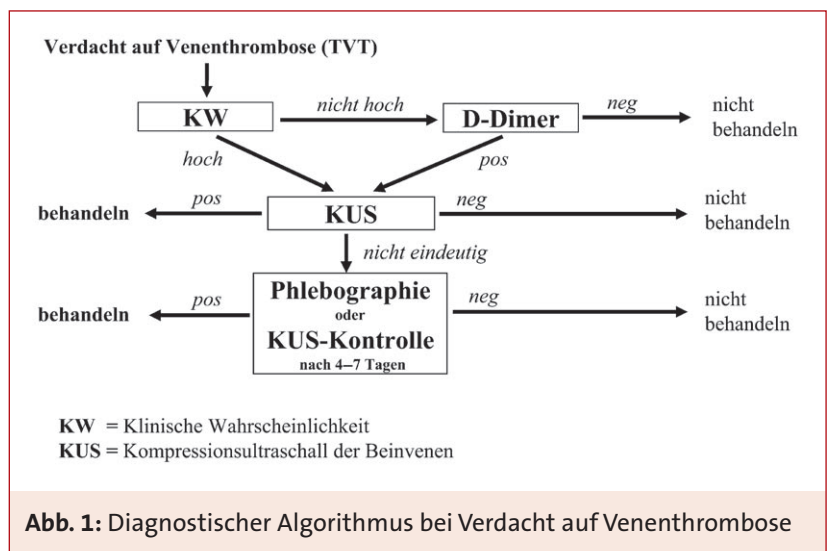 Verdacht auf Venenthrombose (TVT)
KW
nicht hoch
D-Dimer
neg
nicht
behandeln
hoch
pos
behandeln
pos
KUS
neg
nicht
behandeln
nicht eindeutig
behandeln
pos
Phlebographie
oder
KUS-Kontrolle
nach 4–7 Tagen
neg
nicht
behandeln
KW = Klinische Wahrscheinlichkeit
KUS = Kompressionsultraschall der Beinvenen
Abb. 1: Diagnostischer Algorithmus bei Verdacht auf Venenthrombose